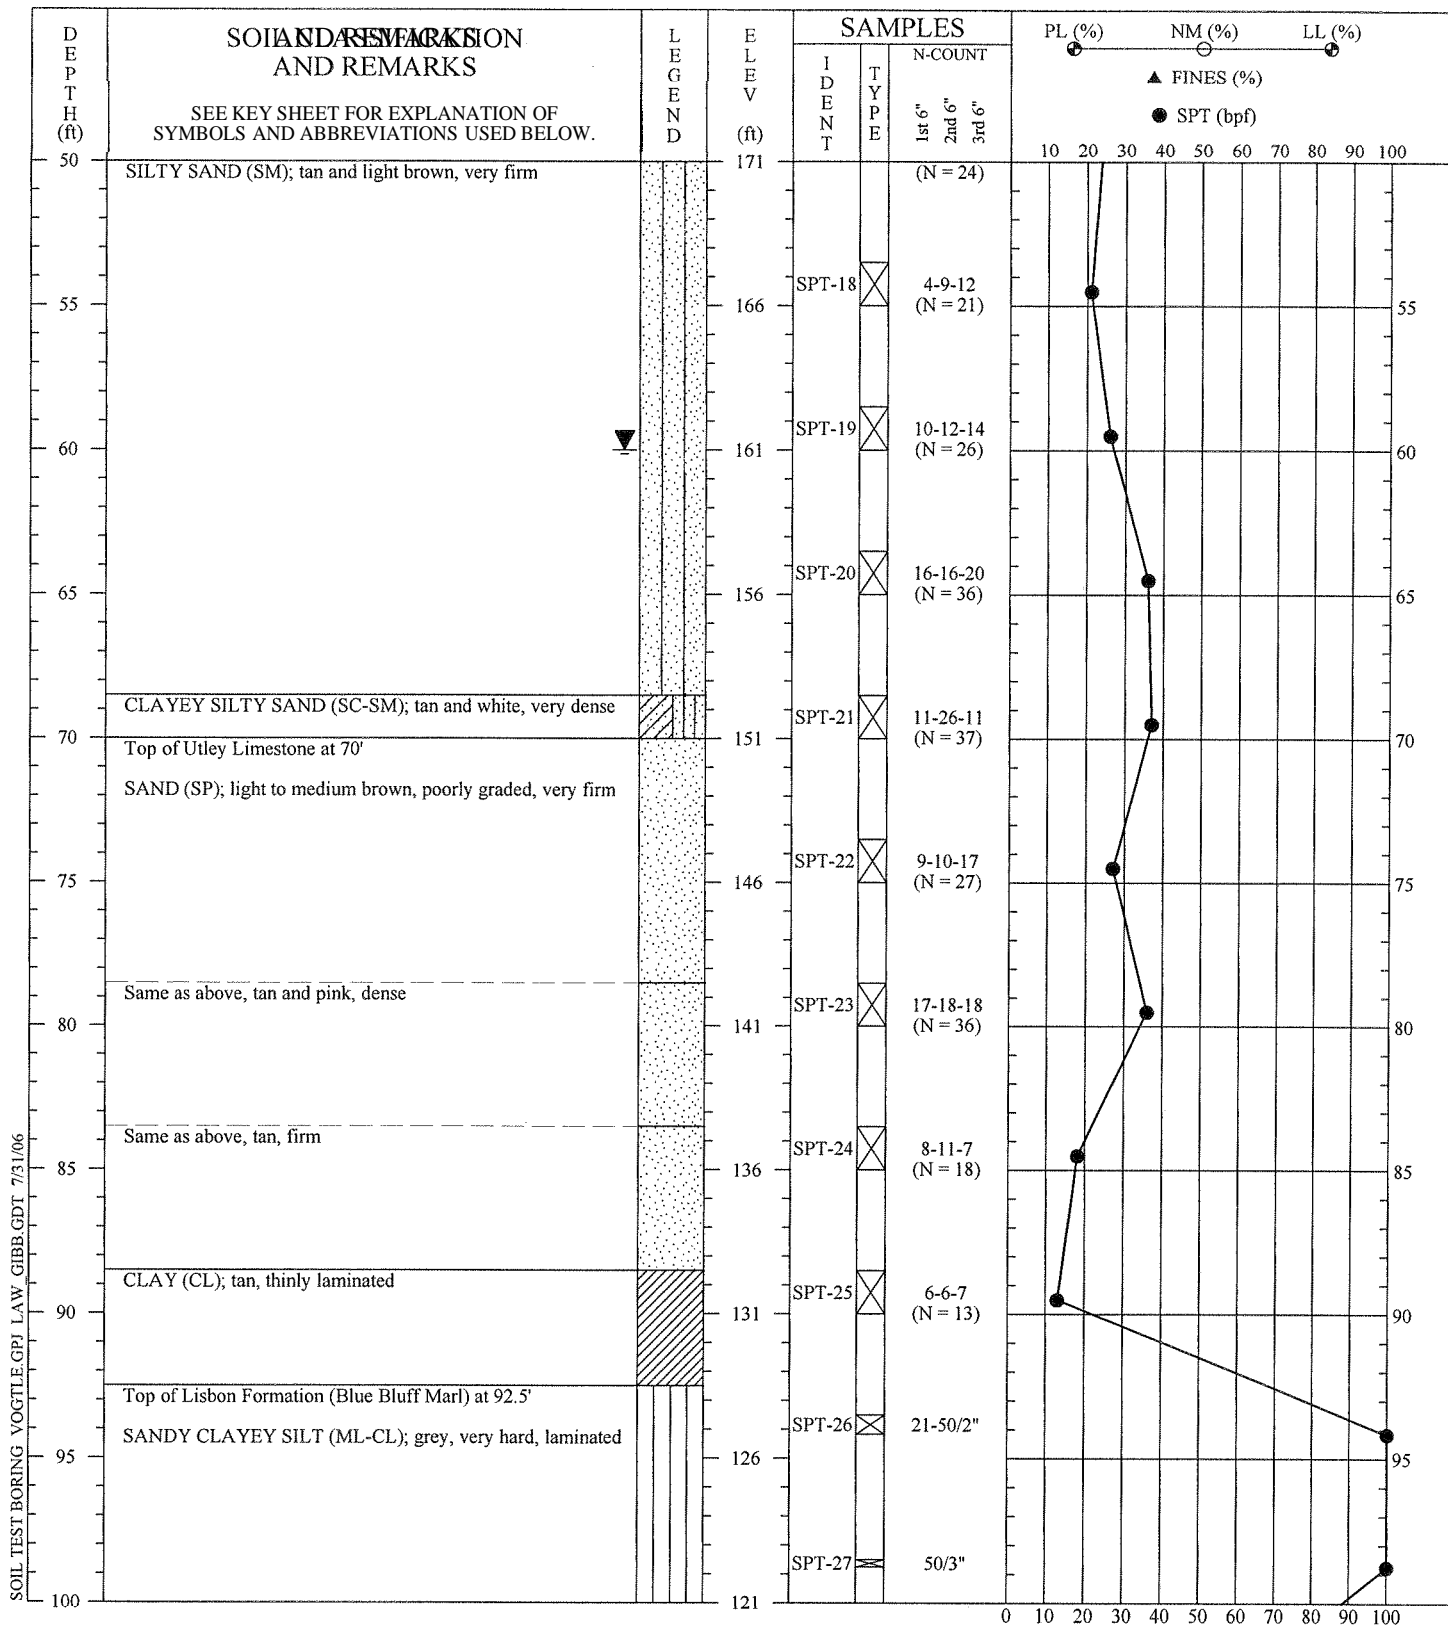 DEPTH (ft)
SOIL CLASSIFICATION
AND REMARKS
AND REMARKS
SEE KEY SHEET FOR EXPLANATION OF
SYMBOLS AND ABBREVIATIONS USED BELOW.
LEGEND
ELEV (ft)
SAMPLES
IDENT
TYPE
N-COUNT
1st 6"
2nd 6"
3rd 6"
PL (%) NM (%) LL (%)
▲ FINES (%)
● SPT (bpf)
10 20 30 40 50 60 70 80 90 100
50 SILTY SAND (SM); tan and light brown, very firm 171 (N = 24)
SPT-18 4-9-12
55 166 (N = 21) 55
SPT-19 10-12-14
60 161 (N = 26) 60
SPT-20 16-16-20
65 156 (N = 36) 65
CLAYEY SILTY SAND (SC-SM); tan and white, very dense SPT-21 11-26-11
70 151 (N = 37) 70
Top of Utley Limestone at 70'
SAND (SP); light to medium brown, poorly graded, very firm
SPT-22 9-10-17
75 146 (N = 27) 75
Same as above, tan and pink, dense SPT-23 17-18-18
80 141 (N = 36) 80
Same as above, tan, firm SPT-24 8-11-7
85 136 (N = 18) 85
CLAY (CL); tan, thinly laminated SPT-25 6-6-7
90 131 (N = 13) 90
Top of Lisbon Formation (Blue Bluff Marl) at 92.5'
SANDY CLAYEY SILT (ML-CL); grey, very hard, laminated SPT-26 21-50/2"
95 126 95
SPT-27 50/3"
100 121
0 10 20 30 40 50 60 70 80 90 100
SOIL TEST BORING VOGTLE.GPJ LAW_GIBB.GDT 7/31/06